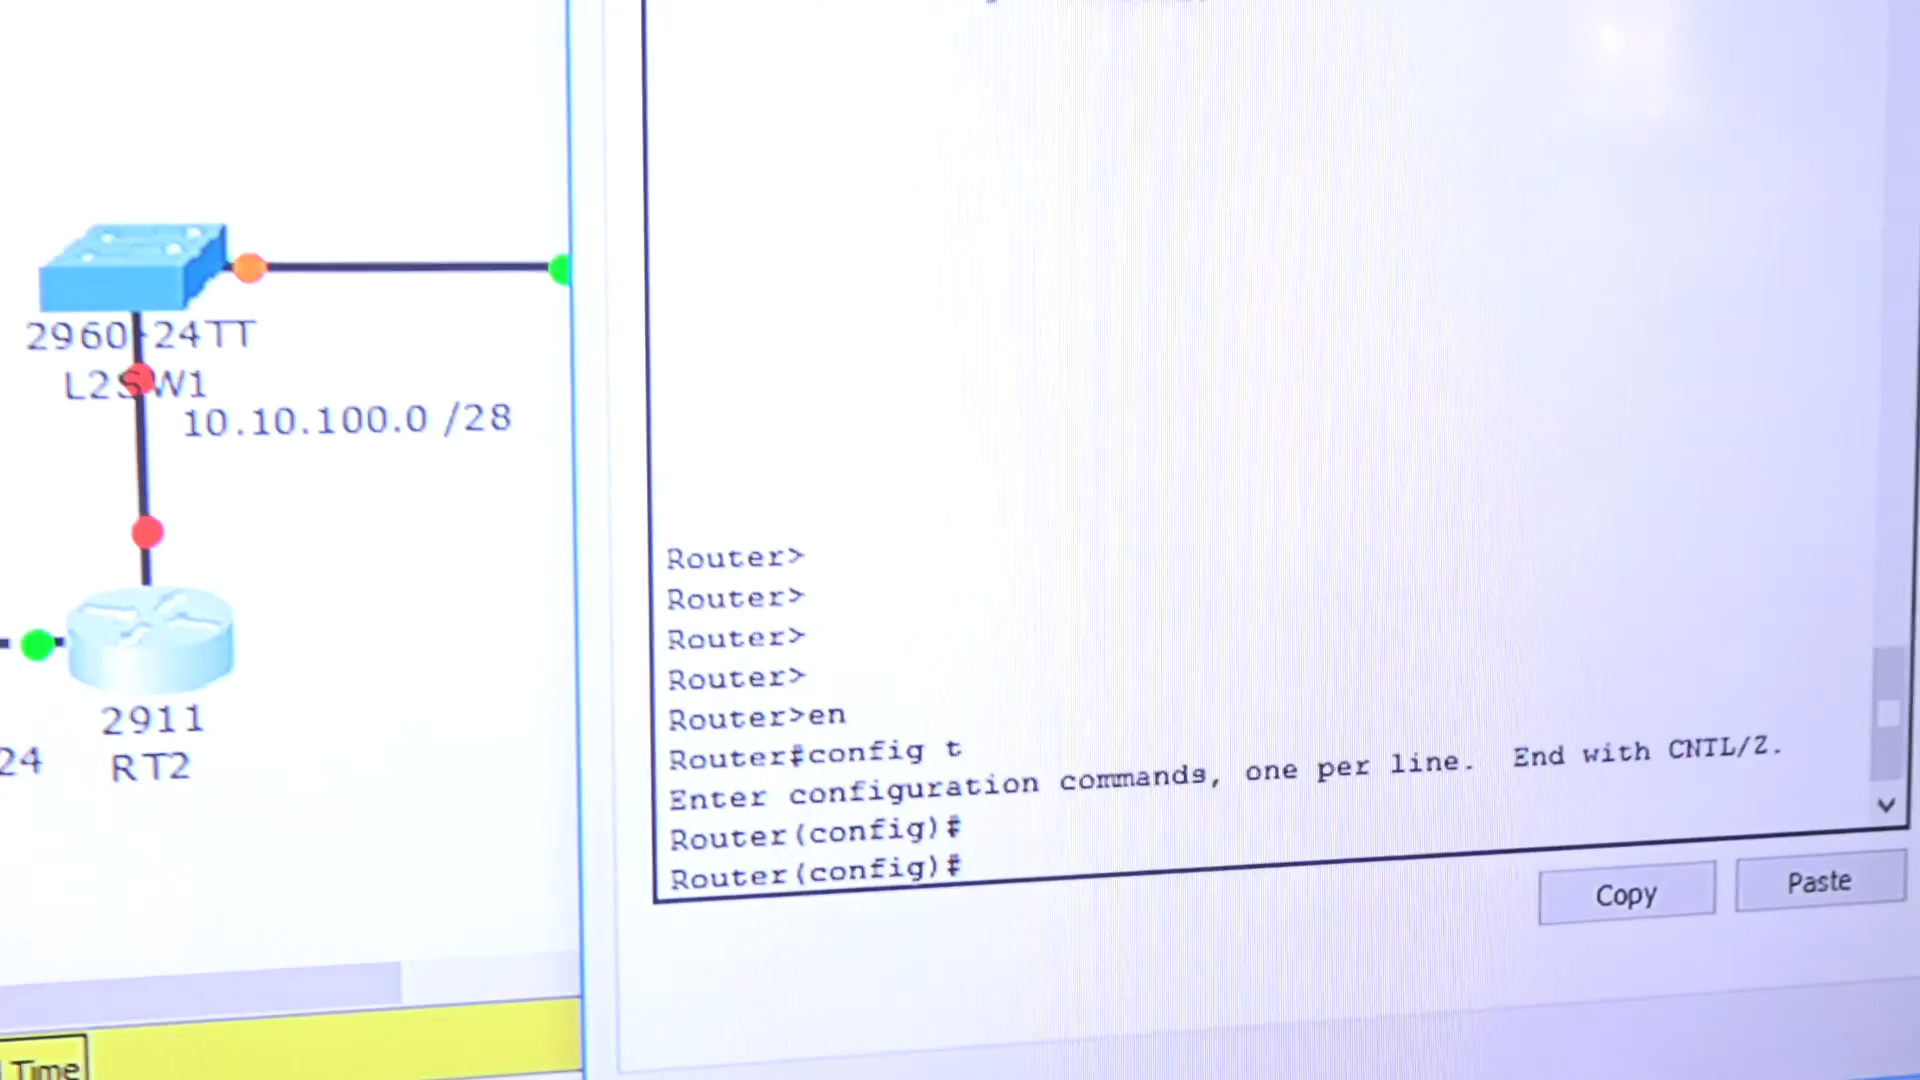 2960-24TT
L2SW1
10.10.100.0 /28
2911
RT2
24
Time
Router>
Router>
Router>
Router>
Router>en
Router#config t
Enter configuration commands, one per line.  End with CNTL/Z.
Router(config)#
Router(config)#
Copy
Paste